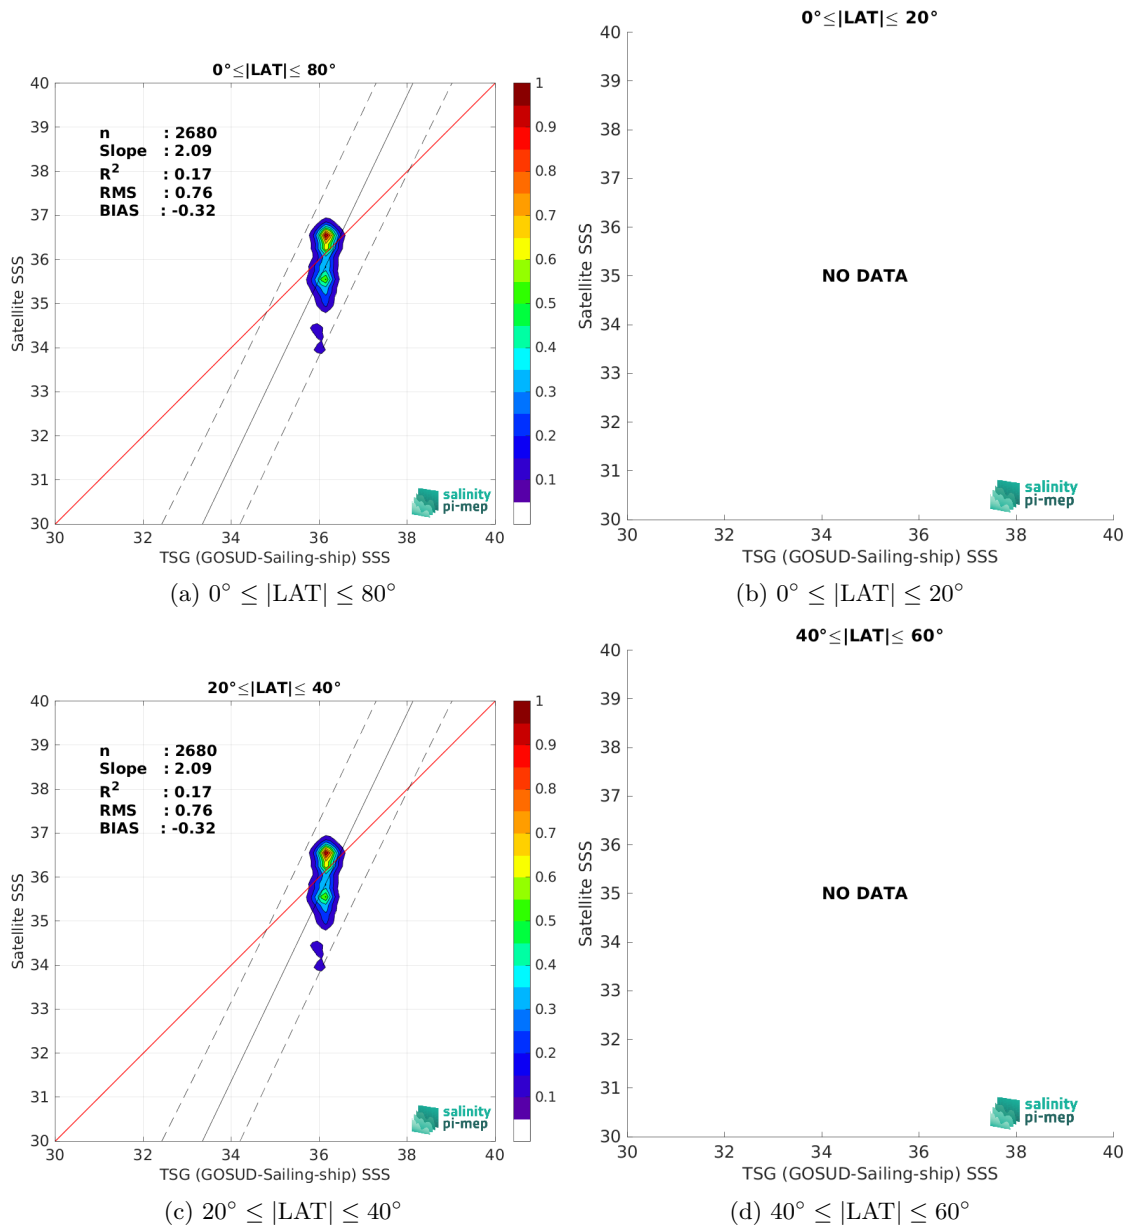 0°≤|LAT|≤ 80°
40
39
38
37
36
35
34
33
32
31
30
Satellite SSS
n : 2680
Slope : 2.09
R² : 0.17
RMS : 0.76
BIAS : -0.32
salinity
pi-mep
30 32 34 36 38 40
TSG (GOSUD-Sailing-ship) SSS
1
0.9
0.8
0.7
0.6
0.5
0.4
0.3
0.2
0.1
(a) 0° ≤ |LAT| ≤ 80°
0°≤|LAT|≤ 20°
40
39
38
37
36
35
34
33
32
31
30
Satellite SSS
NO DATA
salinity
pi-mep
30 32 34 36 38 40
TSG (GOSUD-Sailing-ship) SSS
(b) 0° ≤ |LAT| ≤ 20°
20°≤|LAT|≤ 40°
40
39
38
37
36
35
34
33
32
31
30
Satellite SSS
n : 2680
Slope : 2.09
R² : 0.17
RMS : 0.76
BIAS : -0.32
salinity
pi-mep
30 32 34 36 38 40
TSG (GOSUD-Sailing-ship) SSS
1
0.9
0.8
0.7
0.6
0.5
0.4
0.3
0.2
0.1
(c) 20° ≤ |LAT| ≤ 40°
40°≤|LAT|≤ 60°
40
39
38
37
36
35
34
33
32
31
30
Satellite SSS
NO DATA
salinity
pi-mep
30 32 34 36 38 40
TSG (GOSUD-Sailing-ship) SSS
(d) 40° ≤ |LAT| ≤ 60°